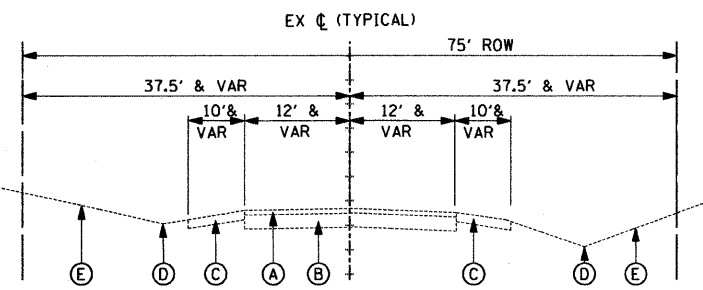 EX ℄ (TYPICAL)
75' ROW
37.5' & VAR
37.5' & VAR
10'& VAR
12' & VAR
12' & VAR
10'& VAR
E
D
C
A
B
C
D
E